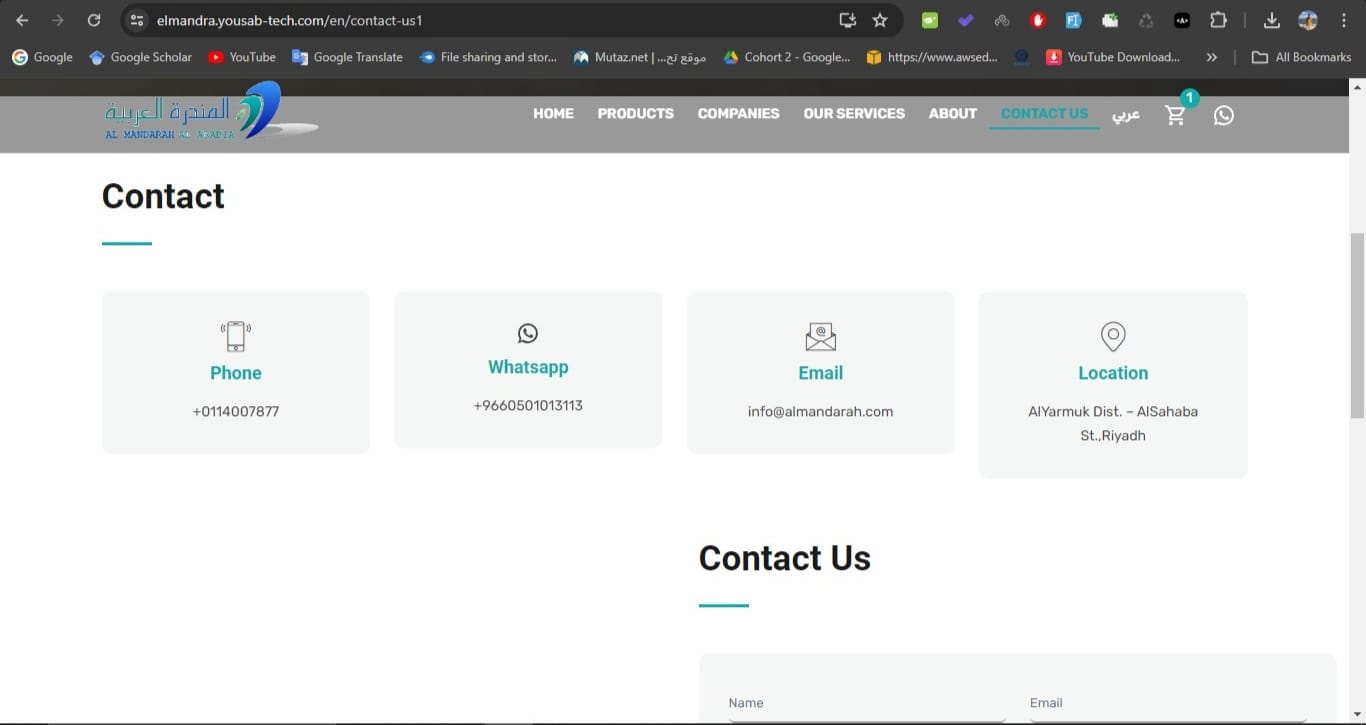 elmandra.yousab-tech.com/en/contact-us1
Google
Google Scholar
YouTube
Google Translate
File sharing and stor...
Mutaz.net | موقع تج...
Cohort 2 - Google...
https://www.awsed...
YouTube Download...
»
All Bookmarks
المندرة العربية
AL MANDARAH AL ARABIA
HOME
PRODUCTS
COMPANIES
OUR SERVICES
ABOUT
CONTACT US
عربي
1
Contact
Phone
+0114007877
Whatsapp
+9660501013113
Email
info@almandarah.com
Location
AlYarmuk Dist. – AlSahaba
St.,Riyadh
Contact Us
Name
Email